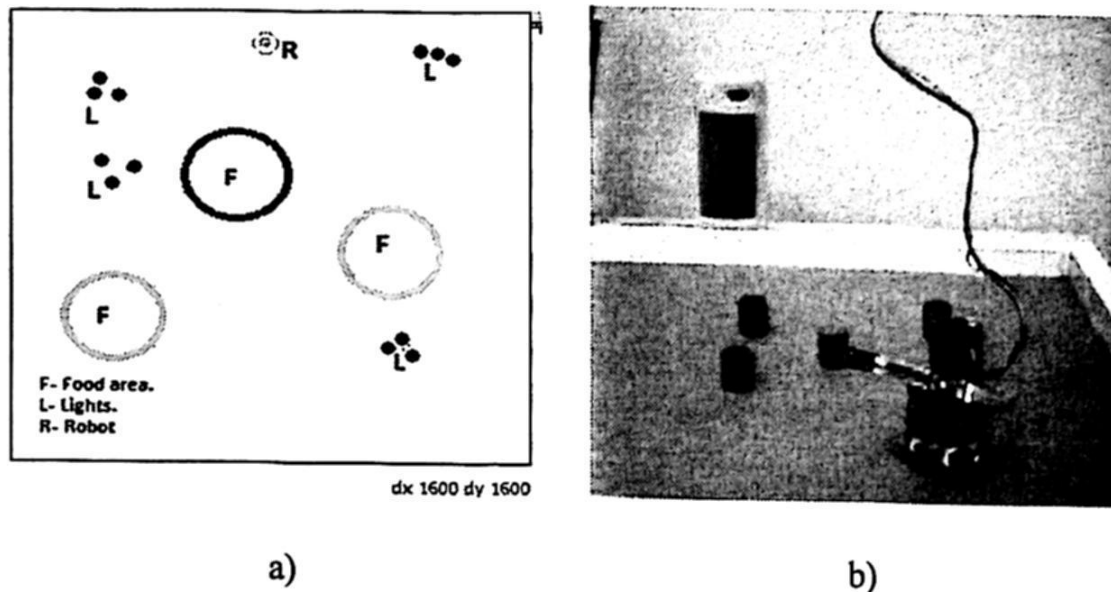 R
L
L
F
L
F
F
L
F- Food area.
L- Lights.
R- Robot
dx 1600 dy 1600
a)
b)